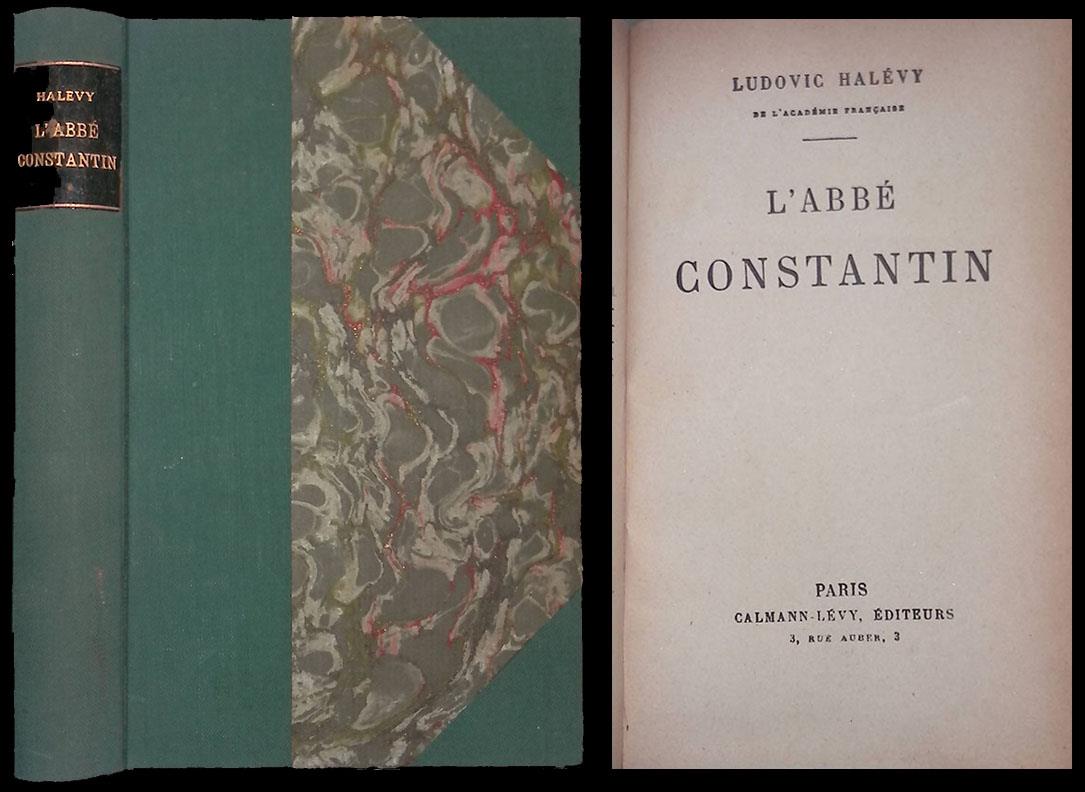 HALEVY
L'ABBÉ
CONSTANTIN
LUDOVIC HALÉVY
DE L'ACADÉMIE FRANÇAISE
L'ABBÉ
CONSTANTIN
PARIS
CALMANN-LÉVY, ÉDITEURS
3, RUE AUBER, 3